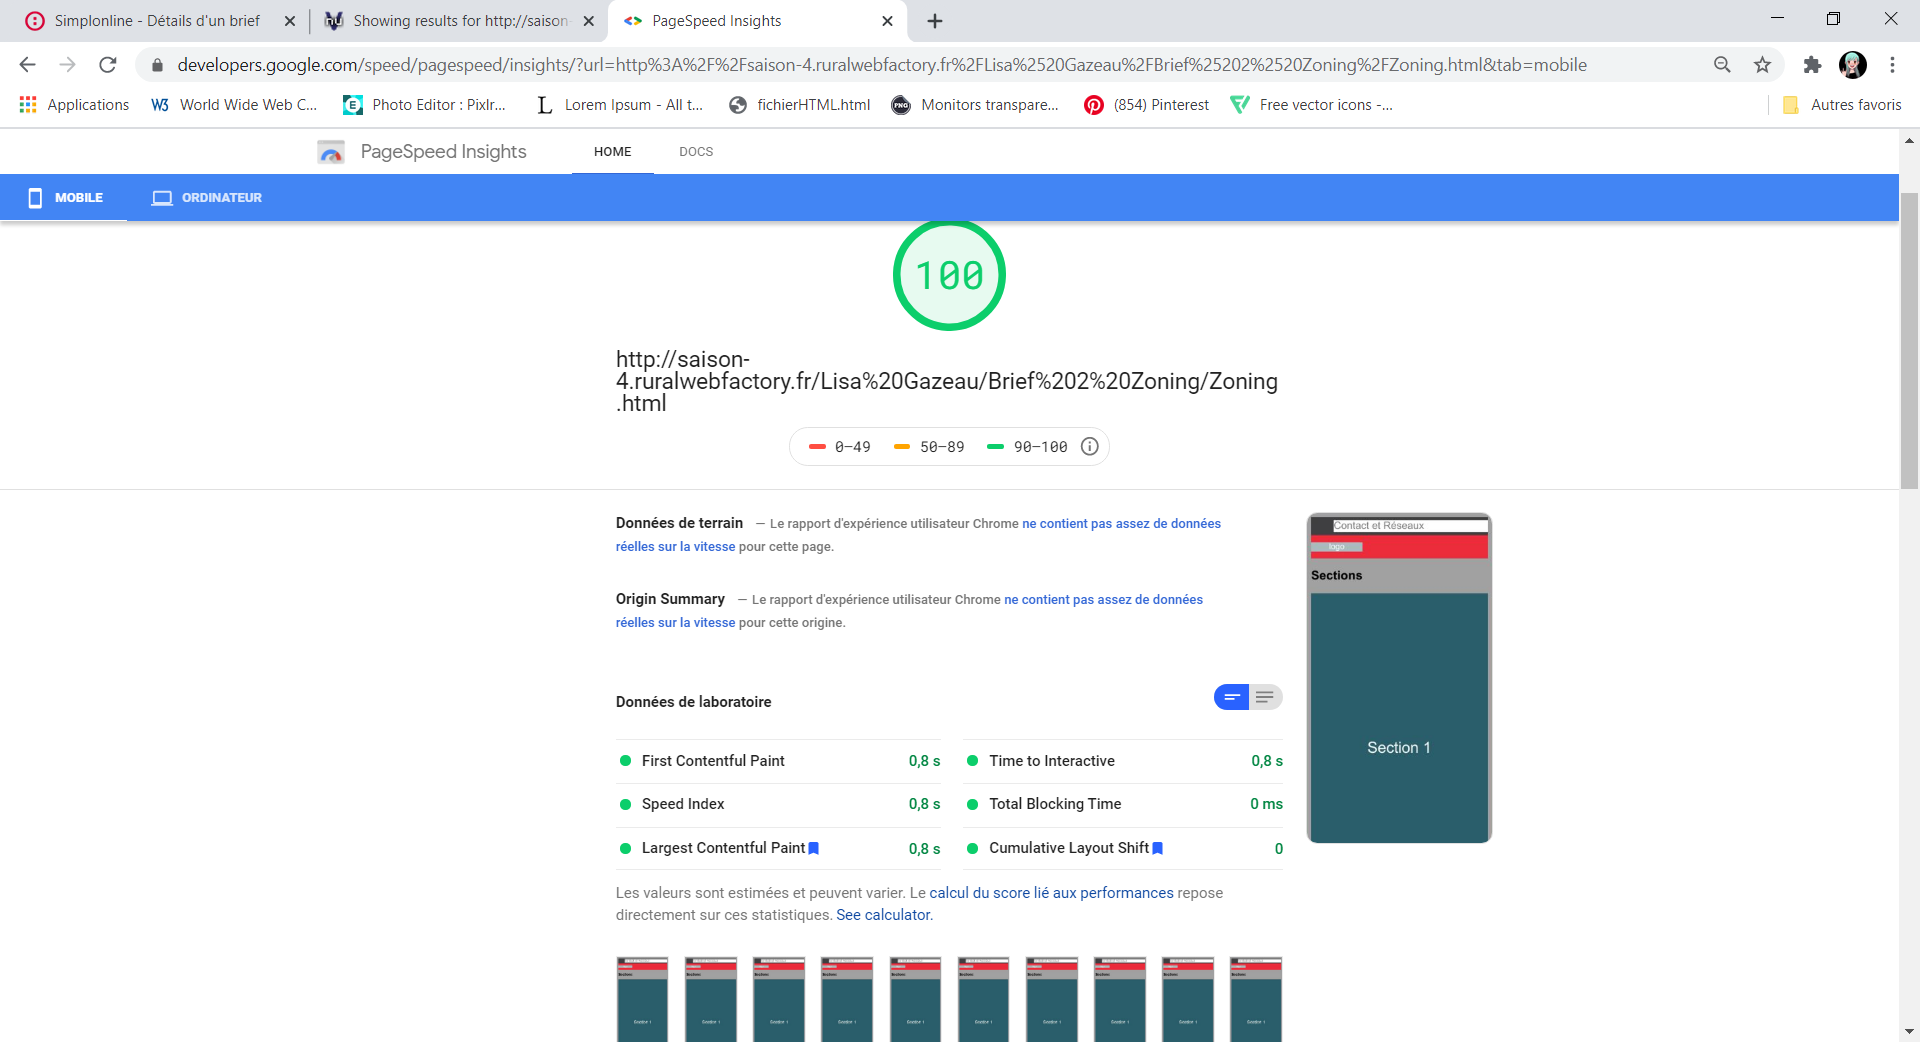 Simplonline - Détails d'un brief
Showing results for http://saison-
PageSpeed Insights
developers.google.com/speed/pagespeed/insights/?url=http%3A%2F%2Fsaison-4.ruralwebfactory.fr%2FLisa%2520Gazeau%2FBrief%25202%2520Zoning%2FZoning.html&tab=mobile
Applications
World Wide Web C...
Photo Editor : Pixlr...
Lorem Ipsum - All t...
fichierHTML.html
Monitors transpare...
(854) Pinterest
Free vector icons -...
Autres favoris
PageSpeed Insights
HOME
DOCS
MOBILE
ORDINATEUR
100
http://saison-
4.ruralwebfactory.fr/Lisa%20Gazeau/Brief%202%20Zoning/Zoning
.html
0–49
50–89
90–100
Données de terrain — Le rapport d'expérience utilisateur Chrome ne contient pas assez de données
réelles sur la vitesse pour cette page.
Origin Summary — Le rapport d'expérience utilisateur Chrome ne contient pas assez de données
réelles sur la vitesse pour cette origine.
Contact et Réseaux
logo
Sections
Section 1
Données de laboratoire
First Contentful Paint 0,8 s
Time to Interactive 0,8 s
Speed Index 0,8 s
Total Blocking Time 0 ms
Largest Contentful Paint 0,8 s
Cumulative Layout Shift 0
Les valeurs sont estimées et peuvent varier. Le calcul du score lié aux performances repose
directement sur ces statistiques. See calculator.